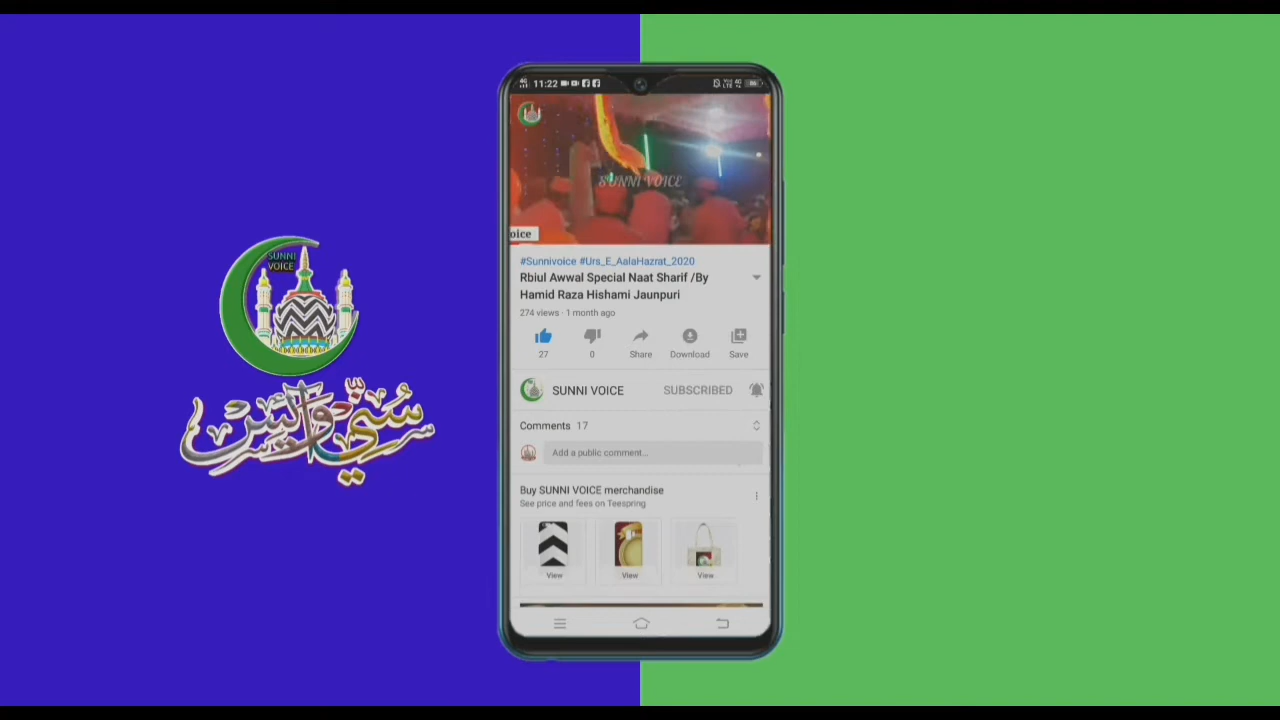 SUNNI
VOICE
سُنّی وائس
4G 11:22
SUNNI VOICE
oice
#Sunnivoice #Urs_E_AalaHazrat_2020
Rbiul Awwal Special Naat Sharif /By
Hamid Raza Hishami Jaunpuri
274 views · 1 month ago
27 0 Share Download Save
SUNNI VOICE SUBSCRIBED
Comments 17
Add a public comment...
Buy SUNNI VOICE merchandise
See price and fees on Teespring
View View View